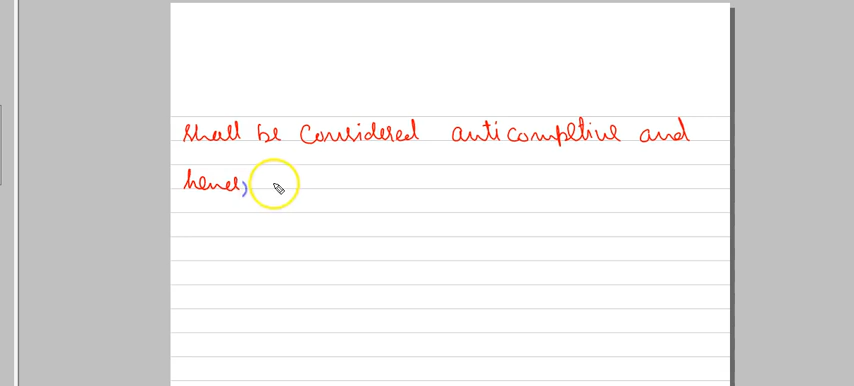 shall be considered anticompetitive and
hence,